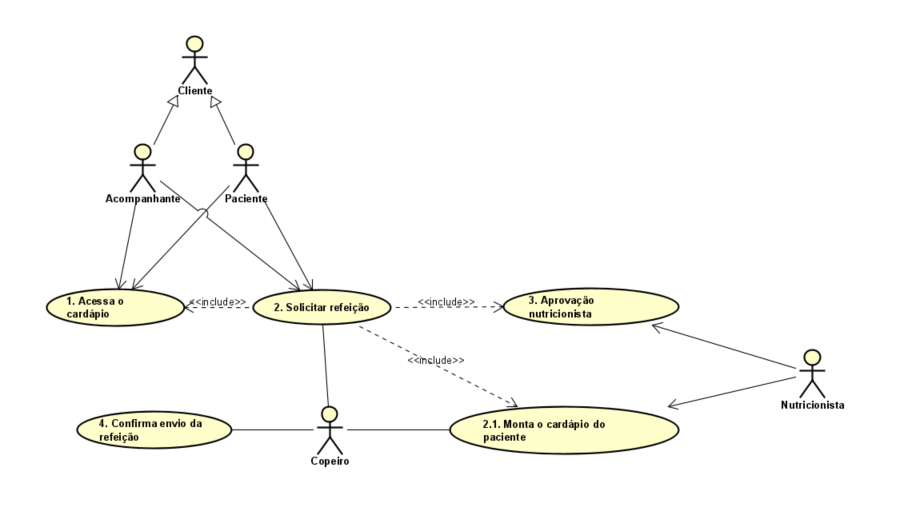 Cliente
Acompanhante
Paciente
1. Acessa o
cardápio
<<include>>
2. Solicitar refeição
<<include>>
3. Aprovação
nutricionista
<<include>>
Nutricionista
4. Confirma envio da
refeição
2.1. Monta o cardápio do
paciente
Copeiro